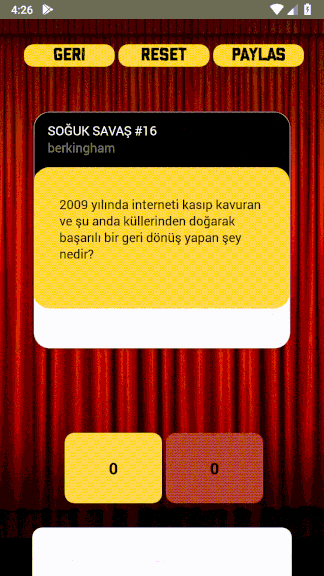 4:26
GERI RESET PAYLAS
SOĞUK SAVAŞ #16
berkingham
2009 yılında interneti kasıp kavuran
ve şu anda küllerinden doğarak
başarılı bir geri dönüş yapan şey
nedir?
0 0